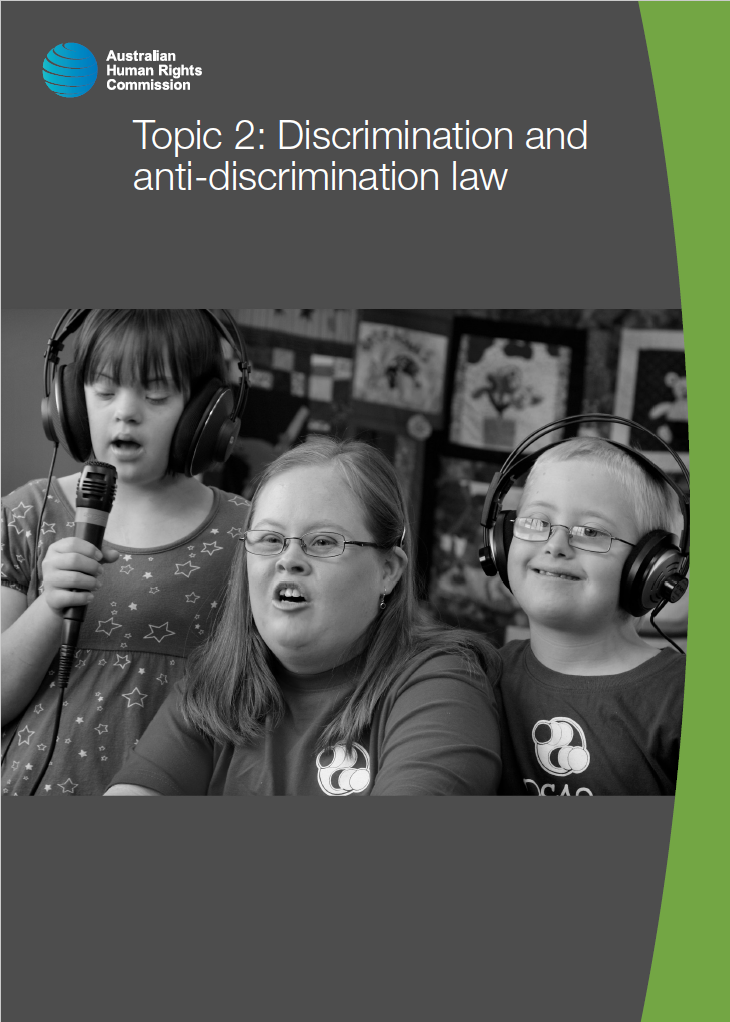 Australian
Human Rights
Commission
Topic 2: Discrimination and
anti-discrimination law